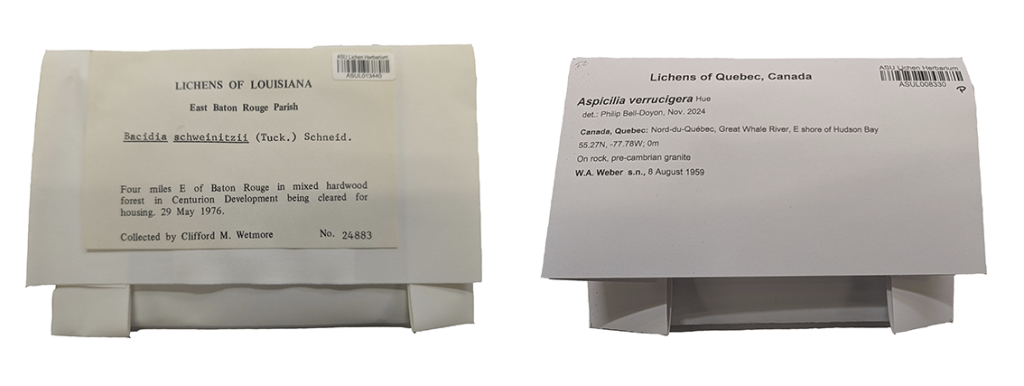 ASU Lichen Herbarium
ASUL013440
LICHENS OF LOUISIANA
East Baton Rouge Parish
Bacidia schweinitzii (Tuck.) Schneid.
Four miles E of Baton Rouge in mixed hardwood
forest in Centurion Development being cleared for
housing. 29 May 1976.
Collected by Clifford M. Wetmore No. 24883
ASU Lichen Herbarium
ASUL008330
P
Lichens of Quebec, Canada
Aspicilia verrucigera Hue
det.: Philip Bell-Doyon, Nov. 2024
Canada, Quebec: Nord-du-Québec, Great Whale River, E shore of Hudson Bay
55.27N, -77.78W; 0m
On rock, pre-cambrian granite
W.A. Weber s.n., 8 August 1959